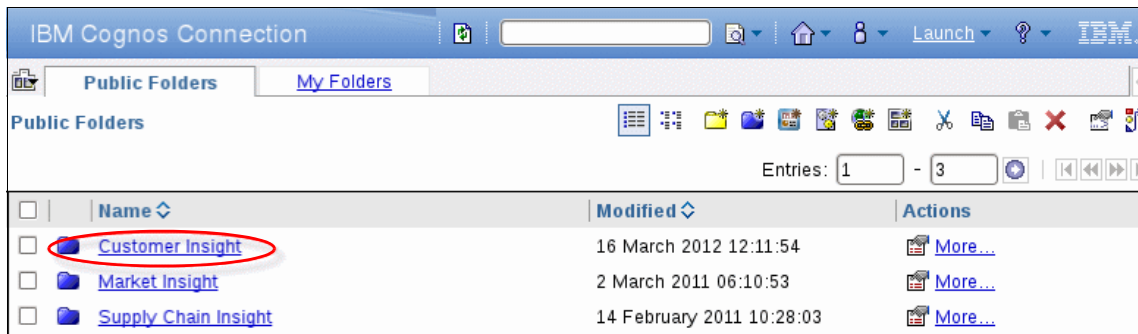 IBM Cognos Connection Launch IBM.
Public Folders My Folders
Public Folders
Entries: 1 - 3
Name Modified Actions
Customer Insight 16 March 2012 12:11:54 More...
Market Insight 2 March 2011 06:10:53 More...
Supply Chain Insight 14 February 2011 10:28:03 More...